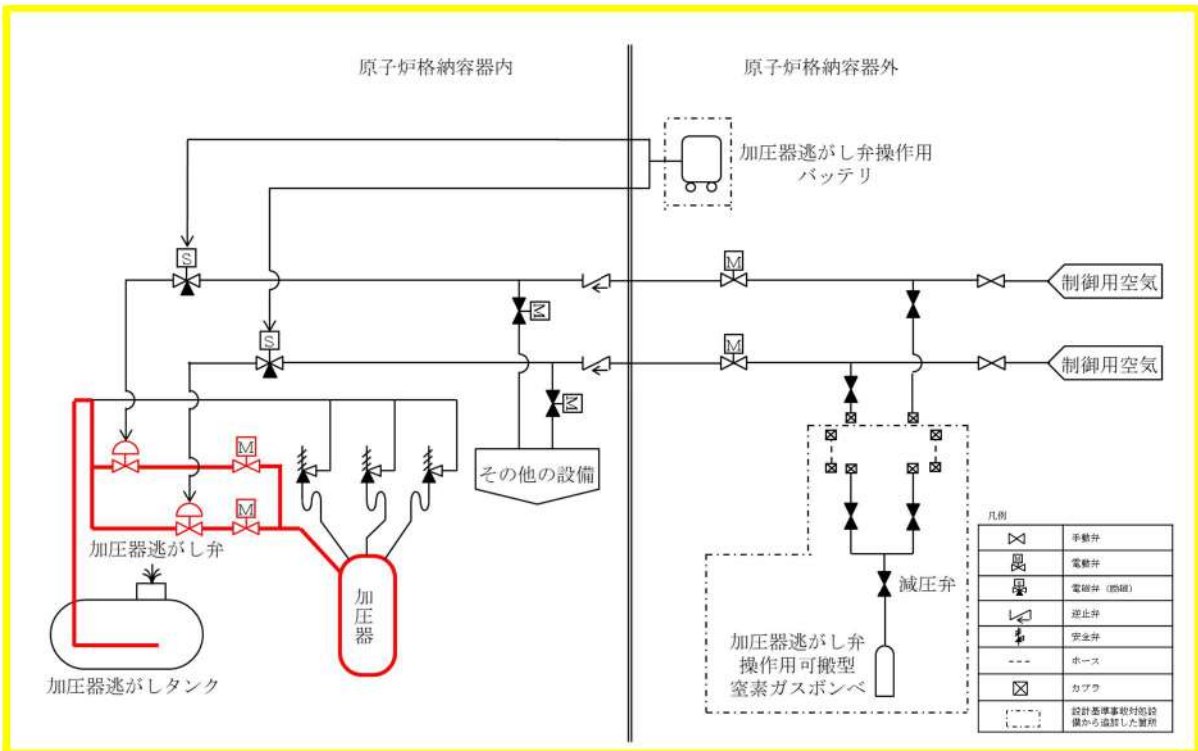 原子炉格納容器内
原子炉格納容器外
加圧器逃がし弁操作用
バッテリ
S
M
制御用空気
M
S
M
制御用空気
M
M
M
その他の設備
加圧器逃がし弁
加圧器
減圧弁
加圧器逃がし弁
操作用可搬型
窒素ガスボンベ
加圧器逃がしタンク
凡例
手動弁
電動弁
電磁弁
逆止弁
安全弁
ホース
カプラ
設計基準事故対処設
備から追加した箇所